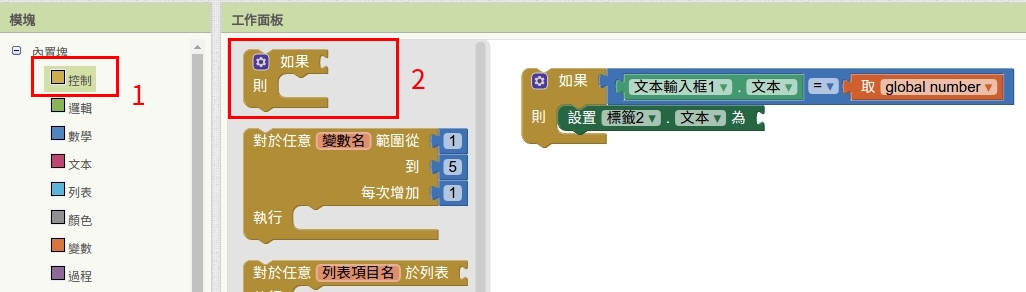 模塊
工作面板
內置塊
控制
邏輯
數學
文本
列表
顏色
變數
過程
1
如果
則
2
對於任意 變數名 範圍從 1
到 5
每次增加 1
執行
對於任意 列表項目名 於列表
如果 文本輸入框1 . 文本 = 取 global number
則 設置 標籤2 . 文本 為